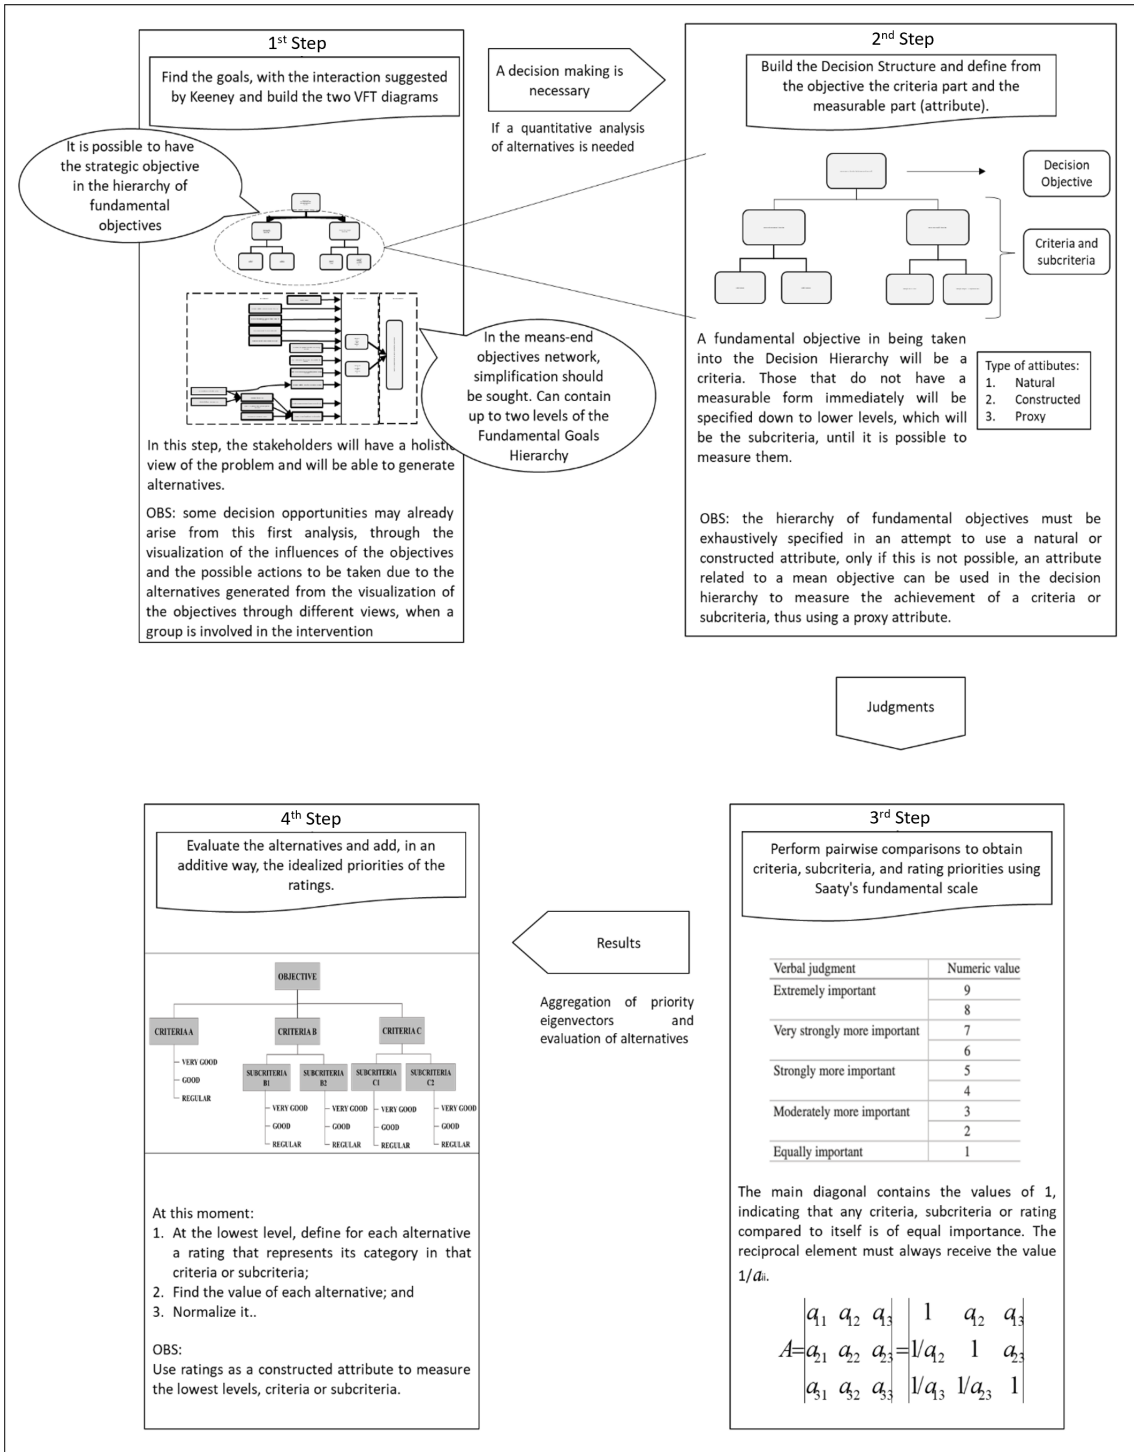 1st Step
Find the goals, with the interaction suggested
by Keeney and build the two VFT diagrams
It is possible to have
the strategic objective
in the hierarchy of
fundamental
objectives
In the means-end
objectives network,
simplification should
be sought. Can contain
up to two levels of the
Fundamental Goals
Hierarchy
In this step, the stakeholders will have a holistic
view of the problem and will be able to generate
alternatives.
OBS: some decision opportunities may already
arise from this first analysis, through the
visualization of the influences of the objectives
and the possible actions to be taken due to the
alternatives generated from the visualization of
the objectives through different views, when a
group is involved in the intervention
A decision making is
necessary
If a quantitative analysis
of alternatives is needed
2nd Step
Build the Decision Structure and define from
the objective the criteria part and the
measurable part (attribute).
Decision
Objective
Criteria and
subcriteria
A fundamental objective in being taken
into the Decision Hierarchy will be a
criteria. Those that do not have a
measurable form immediately will be
specified down to lower levels, which will
be the subcriteria, until it is possible to
measure them.
Type of attibutes:
1. Natural
2. Constructed
3. Proxy
OBS: the hierarchy of fundamental objectives must be
exhaustively specified in an attempt to use a natural or
constructed attribute, only if this is not possible, an attribute
related to a mean objective can be used in the decision
hierarchy to measure the achievement of a criteria or
subcriteria, thus using a proxy attribute.
Judgments
3rd Step
Perform pairwise comparisons to obtain
criteria, subcriteria, and rating priorities using
Saaty's fundamental scale
Verbal judgment Numeric value
Extremely important 9
8
Very strongly more important 7
6
Strongly more important 5
4
Moderately more important 3
2
Equally important 1
The main diagonal contains the values of 1,
indicating that any criteria, subcriteria or rating
compared to itself is of equal importance. The
reciprocal element must always receive the value
1/aii.
a11 a12 a13 1 a12 a13
A= a21 a22 a23 = 1/a12 1 a23
a31 a32 a33 1/a13 1/a23 1
Results
Aggregation of priority
eigenvectors and
evaluation of alternatives
4th Step
Evaluate the alternatives and add, in an
additive way, the idealized priorities of the
ratings.
OBJECTIVE
CRITERIA A CRITERIA B CRITERIA C
VERY GOOD
GOOD
REGULAR
SUBCRITERIA SUBCRITERIA SUBCRITERIA SUBCRITERIA
B1 B2 C1 C2
VERY GOOD VERY GOOD VERY GOOD VERY GOOD
GOOD GOOD GOOD GOOD
REGULAR REGULAR REGULAR REGULAR
At this moment:
1. At the lowest level, define for each alternative
a rating that represents its category in that
criteria or subcriteria;
2. Find the value of each alternative; and
3. Normalize it..
OBS:
Use ratings as a constructed attribute to measure
the lowest levels, criteria or subcriteria.